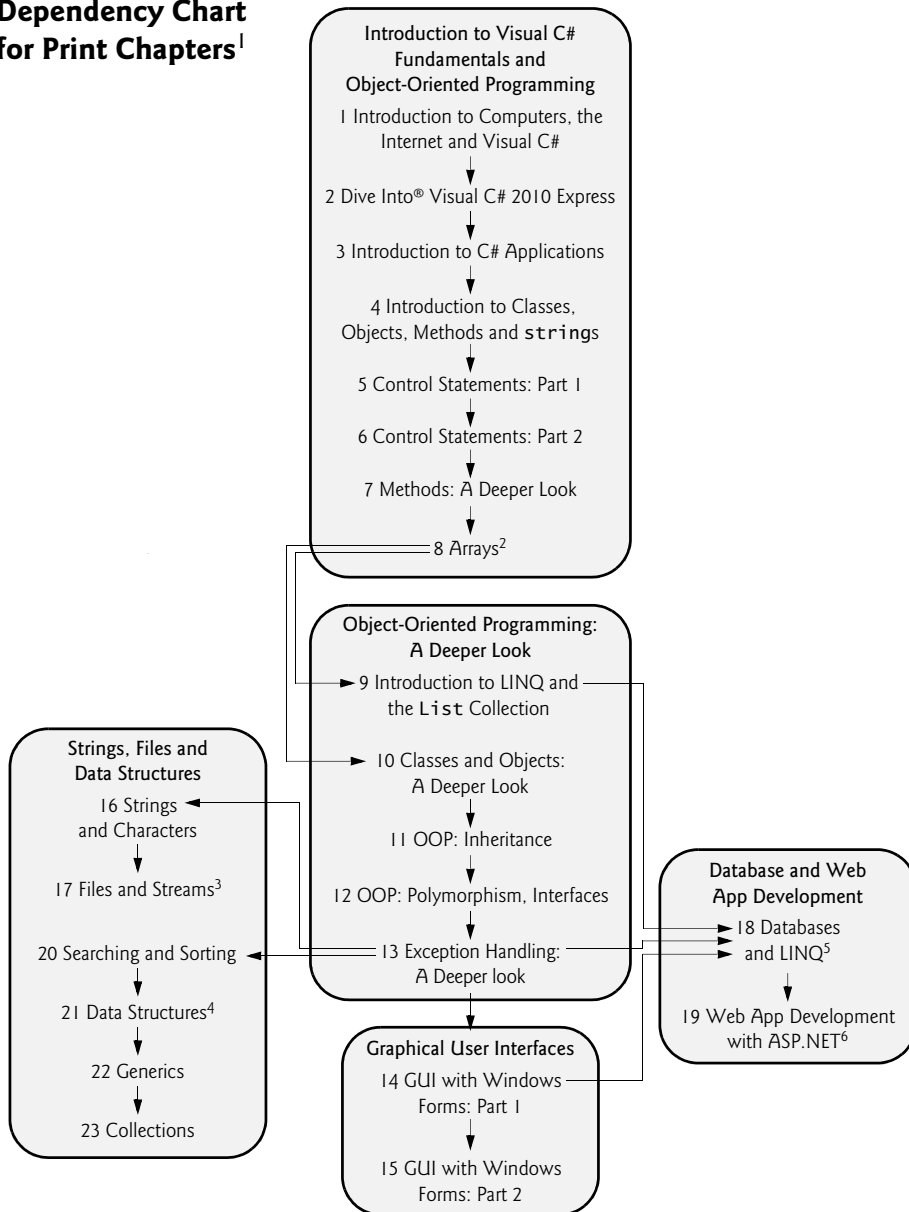 Dependency Chart
for Print Chapters1
Introduction to Visual C#
Fundamentals and
Object-Oriented Programming
1 Introduction to Computers, the
Internet and Visual C#
2 Dive Into® Visual C# 2010 Express
3 Introduction to C# Applications
4 Introduction to Classes,
Objects, Methods and strings
5 Control Statements: Part 1
6 Control Statements: Part 2
7 Methods: A Deeper Look
8 Arrays2
Object-Oriented Programming:
A Deeper Look
9 Introduction to LINQ and
the List Collection
10 Classes and Objects:
A Deeper Look
11 OOP: Inheritance
12 OOP: Polymorphism, Interfaces
13 Exception Handling:
A Deeper look
Strings, Files and
Data Structures
16 Strings
and Characters
17 Files and Streams3
20 Searching and Sorting
21 Data Structures4
22 Generics
23 Collections
Database and Web
App Development
18 Databases
and LINQ5
19 Web App Development
with ASP.NET6
Graphical User Interfaces
14 GUI with Windows
Forms: Part 1
15 GUI with Windows
Forms: Part 2